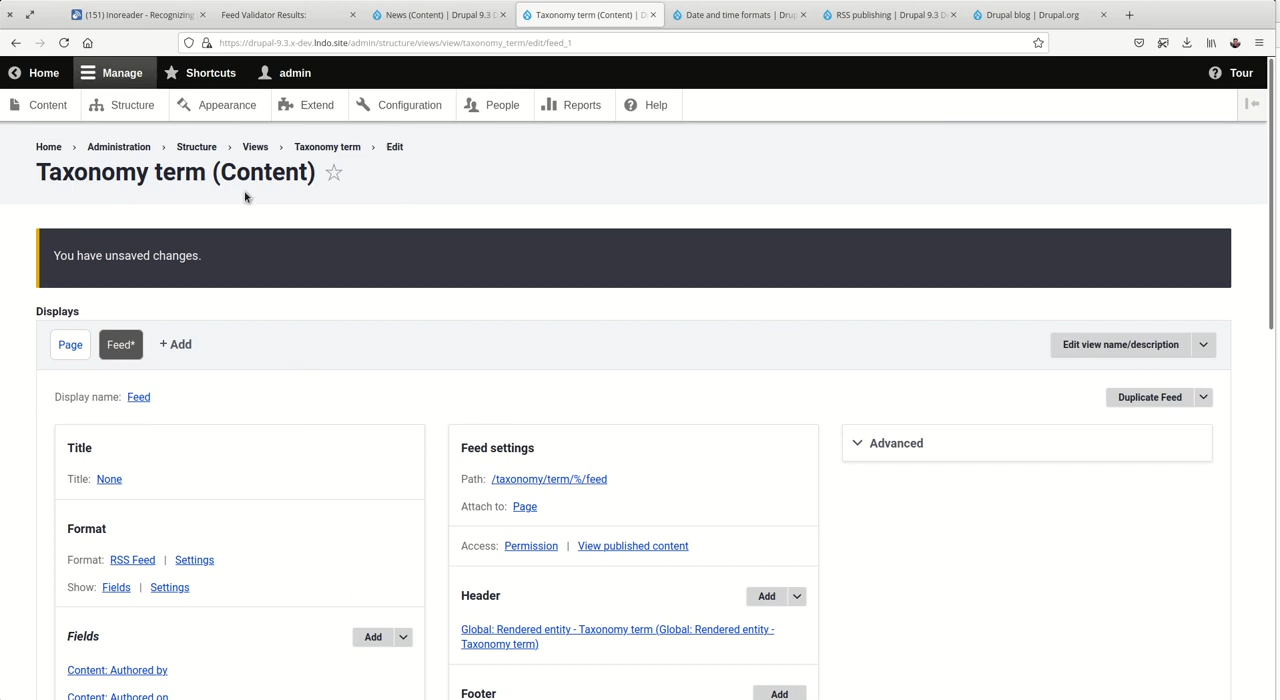 (151) Inoreader - Recognizing
Feed Validator Results:
News (Content) | Drupal 9.3
Taxonomy term (Content) |
Date and time formats | Drup
RSS publishing | Drupal 9.3
Drupal blog | Drupal.org
https://drupal-9.3.x-dev.lndo.site/admin/structure/views/view/taxonomy_term/edit/feed_1
Home Manage Shortcuts admin Tour
Content Structure Appearance Extend Configuration People Reports Help
Home > Administration > Structure > Views > Taxonomy term > Edit
Taxonomy term (Content)
You have unsaved changes.
Displays
Page Feed* + Add Edit view name/description
Display name: Feed Duplicate Feed
Title
Title: None
Format
Format: RSS Feed | Settings
Show: Fields | Settings
Fields Add
Content: Authored by
Content: Authored on
Feed settings
Path: /taxonomy/term/%/feed
Attach to: Page
Access: Permission | View published content
Header Add
Global: Rendered entity - Taxonomy term (Global: Rendered entity -
Taxonomy term)
Footer Add
Advanced